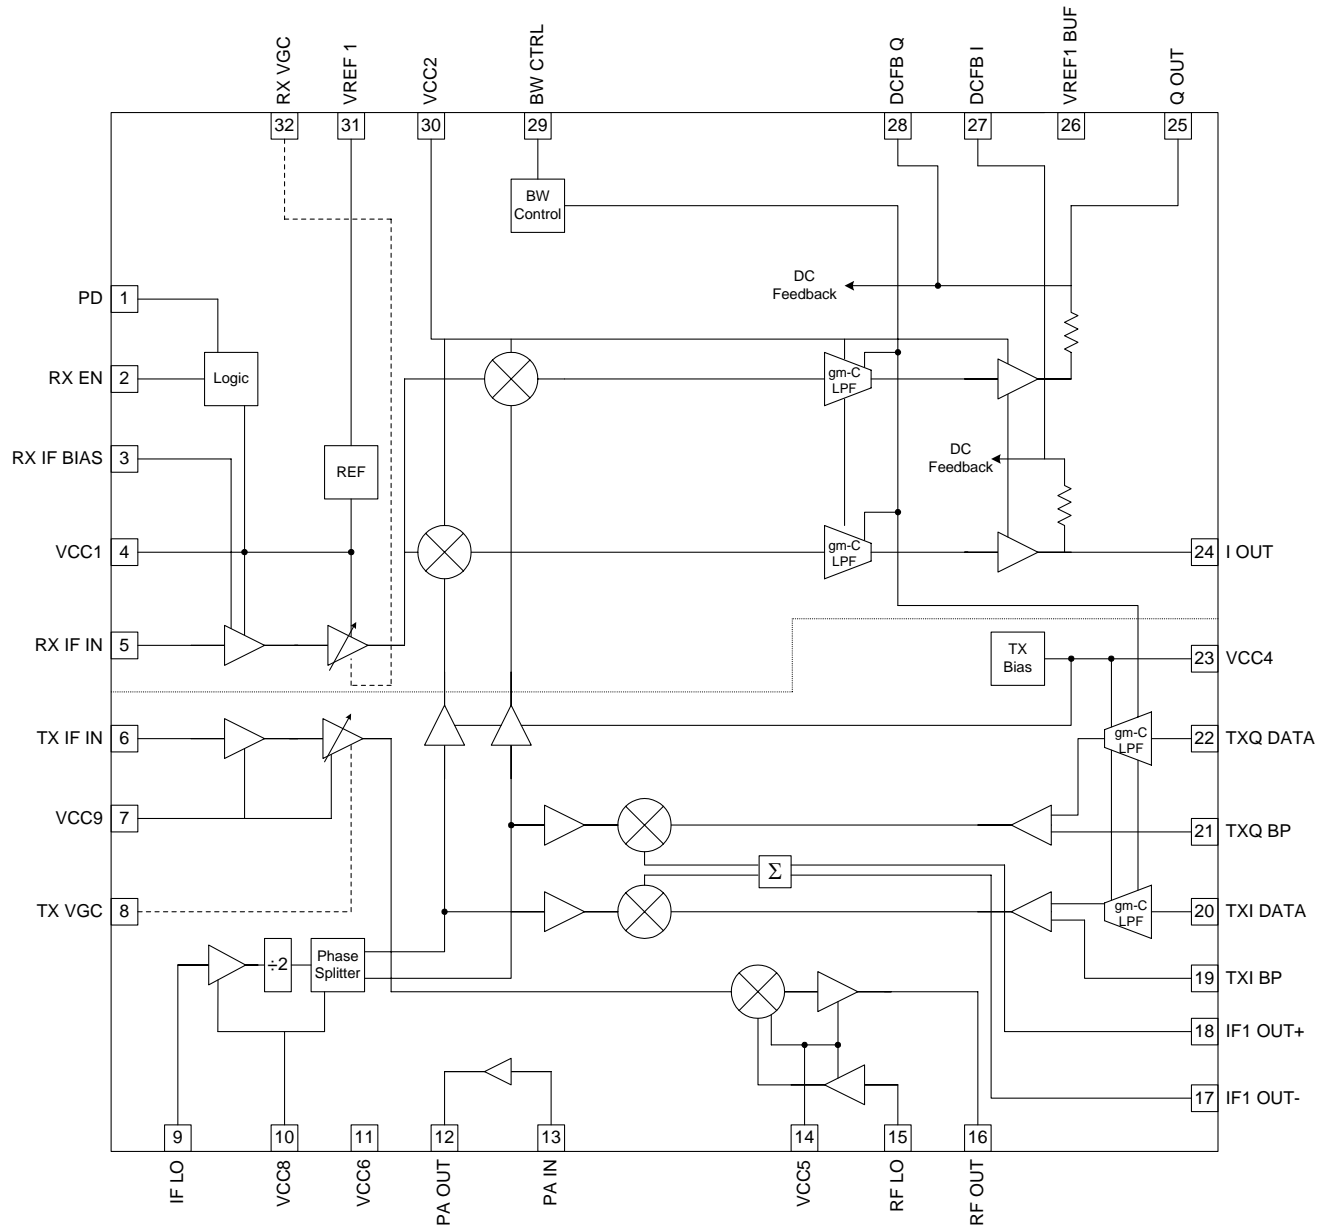 RX VGC
VREF 1
VCC2
BW CTRL
DCFB Q
DCFB I
VREF1 BUF
Q OUT
32
31
30
29
28
27
26
25
BW
Control
DC
Feedback
PD
1
RX EN
2
Logic
gm-C
LPF
RX IF BIAS
3
REF
DC
Feedback
VCC1
4
gm-C
LPF
24
I OUT
RX IF IN
5
TX
Bias
23
VCC4
TX IF IN
6
gm-C
LPF
22
TXQ DATA
VCC9
7
21
TXQ BP
Σ
TX VGC
8
gm-C
LPF
20
TXI DATA
÷2
Phase
Splitter
19
TXI BP
18
IF1 OUT+
17
IF1 OUT-
9
10
11
12
13
14
15
16
IF LO
VCC8
VCC6
PA OUT
PA IN
VCC5
RF LO
RF OUT